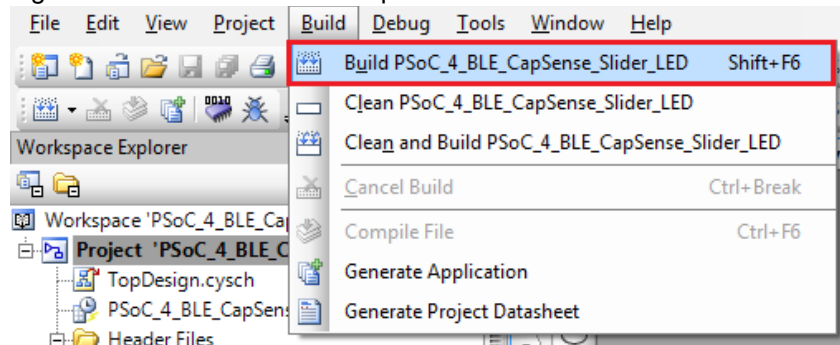 File Edit View Project Build Debug Tools Window Help
Build PSoC_4_BLE_CapSense_Slider_LED Shift+F6
Clean PSoC_4_BLE_CapSense_Slider_LED
Clean and Build PSoC_4_BLE_CapSense_Slider_LED
Workspace Explorer
Cancel Build Ctrl+Break
Workspace 'PSoC_4_BLE_Ca
Compile File Ctrl+F6
Project 'PSoC_4_BLE_C
Generate Application
TopDesign.cysch
PSoC_4_BLE_CapSens
Generate Project Datasheet
Header Files